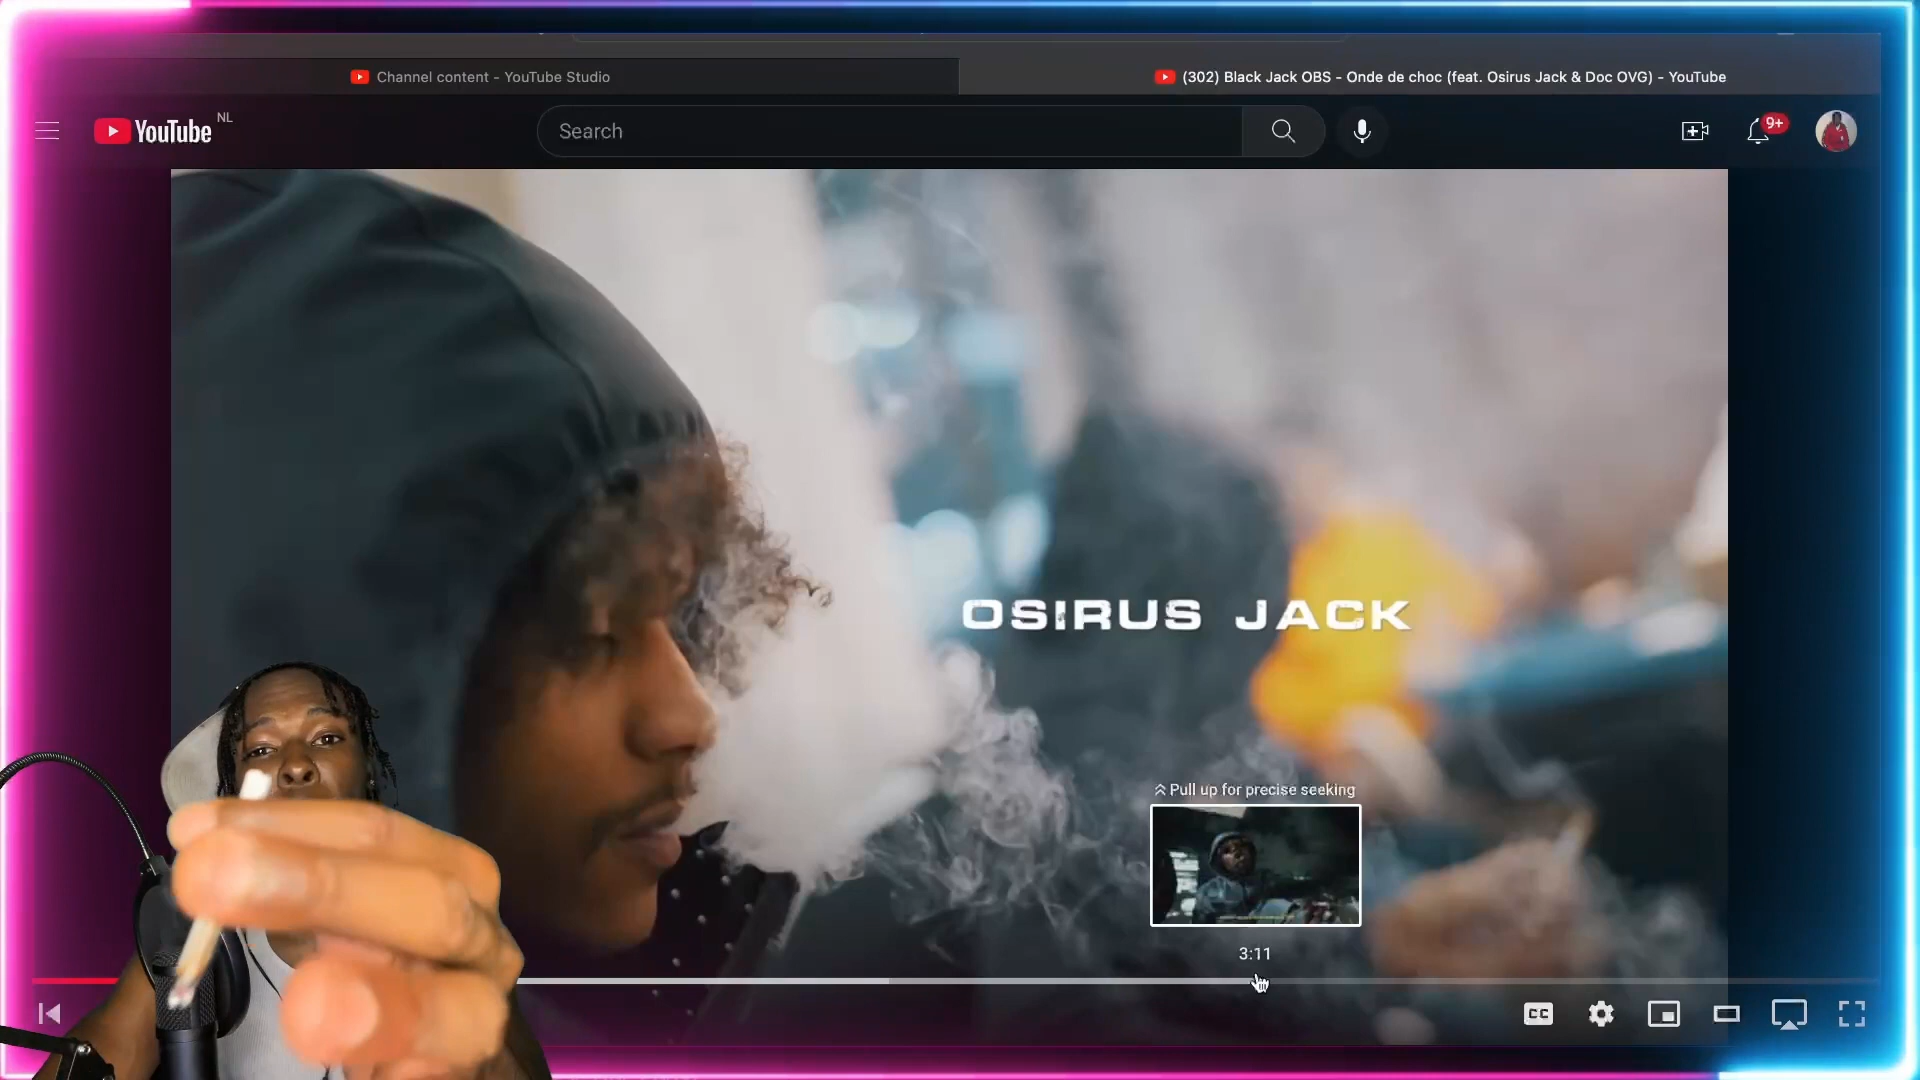 Channel content - YouTube Studio
(302) Black Jack OBS - Onde de choc (feat. Osirus Jack & Doc OVG) - YouTube
YouTube NL
Search
9+
OSIRUS JACK
Pull up for precise seeking
3:11
CC